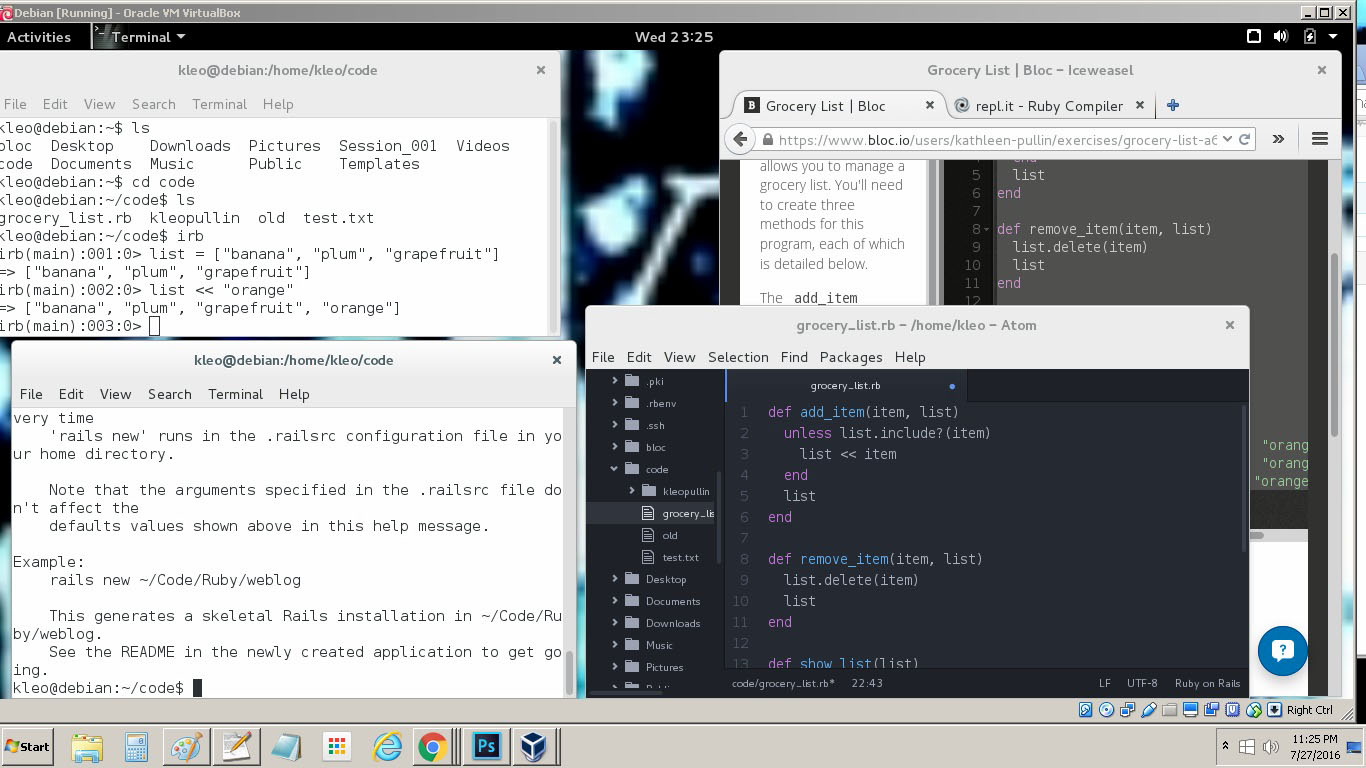 Debian [Running] - Oracle VM VirtualBox
Activities
Terminal
Wed 23:25
kleo@debian:/home/kleo/code
File Edit View Search Terminal Help
kleo@debian:~$ ls
bloc Desktop Downloads Pictures Session_001 Videos
code Documents Music Public Templates
kleo@debian:~$ cd code
kleo@debian:~/code$ ls
grocery_list.rb kleopullin old test.txt
kleo@debian:~/code$ irb
irb(main):001:0> list = ["banana", "plum", "grapefruit"]
=> ["banana", "plum", "grapefruit"]
irb(main):002:0> list << "orange"
=> ["banana", "plum", "grapefruit", "orange"]
irb(main):003:0>
kleo@debian:/home/kleo/code
File Edit View Search Terminal Help
very time
'rails new' runs in the .railsrc configuration file in yo
ur home directory.
Note that the arguments specified in the .railsrc file do
n't affect the
defaults values shown above in this help message.
Example:
rails new ~/Code/Ruby/weblog
This generates a skeletal Rails installation in ~/Code/Ru
by/weblog.
See the README in the newly created application to get go
ing.
kleo@debian:~/code$
Grocery List | Bloc - Iceweasel
Grocery List | Bloc
repl.it - Ruby Compiler
https://www.bloc.io/users/kathleen-pullin/exercises/grocery-list-a6
allows you to manage a
grocery list. You'll need
to create three
methods for this
program, each of which
is detailed below.
The add_item
end
5 list
6 end
7
8 def remove_item(item, list)
9 list.delete(item)
10 list
11 end
12
"orang
"orang
"orange
grocery_list.rb - /home/kleo - Atom
File Edit View Selection Find Packages Help
.pki
.rbenv
.ssh
bloc
code
kleopullin
grocery_lis
old
test.txt
Desktop
Documents
Downloads
Music
Pictures
grocery_list.rb
1 def add_item(item, list)
2 unless list.include?(item)
3 list << item
4 end
5 list
6 end
7
8 def remove_item(item, list)
9 list.delete(item)
10 list
11 end
12
13 def show_list(list)
code/grocery_list.rb* 22:43
LF UTF-8 Ruby on Rails
Right Ctrl
Start
Ps
11:25 PM
7/27/2016